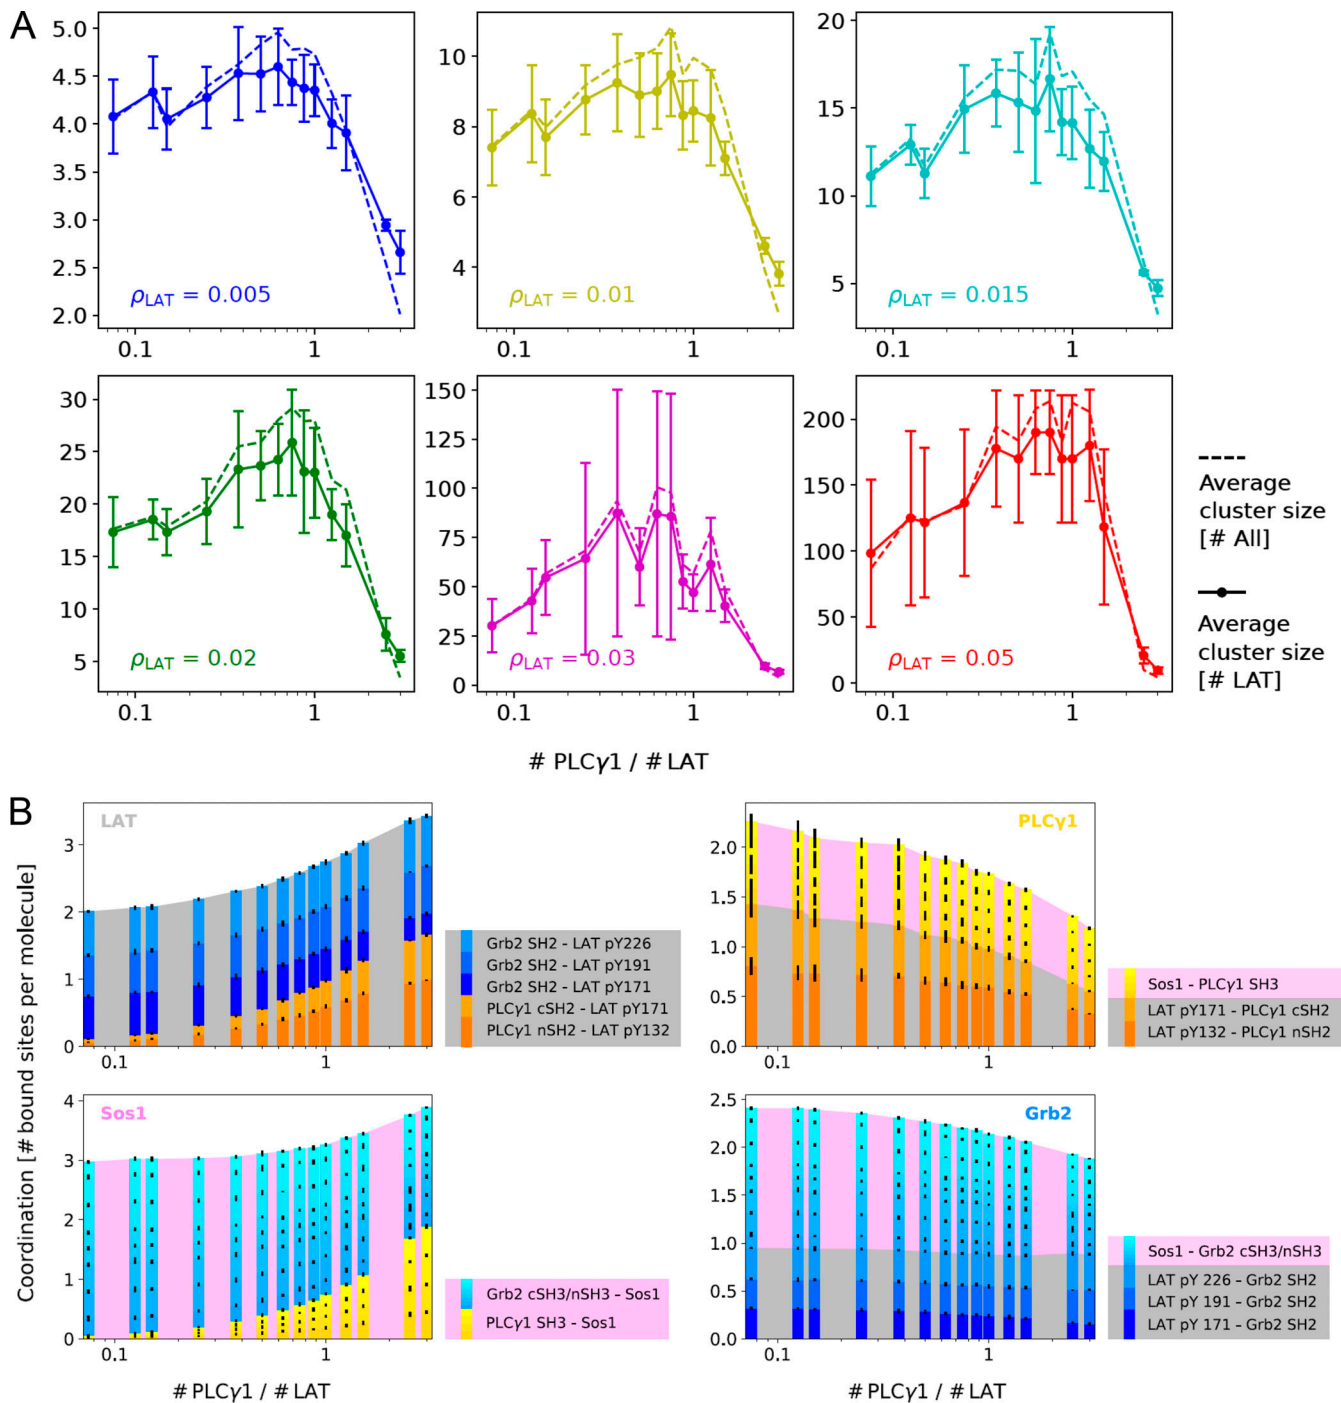 A
5.0
4.5
4.0
3.5
3.0
2.5
2.0
ρLAT = 0.005
0.1
1
10
8
6
4
ρLAT = 0.01
0.1
1
20
15
10
5
ρLAT = 0.015
0.1
1
30
25
20
15
10
5
ρLAT = 0.02
0.1
1
150
125
100
75
50
25
0
ρLAT = 0.03
0.1
1
200
150
100
50
0
ρLAT = 0.05
0.1
1
Average
cluster size
[# All]
Average
cluster size
[# LAT]
# PLCγ1 / # LAT
B
Coordination [# bound sites per molecule]
LAT
3
2
1
0
0.1
1
Grb2 SH2 - LAT pY226
Grb2 SH2 - LAT pY191
Grb2 SH2 - LAT pY171
PLCγ1 cSH2 - LAT pY171
PLCγ1 nSH2 - LAT pY132
PLCγ1
2.0
1.5
1.0
0.5
0.0
0.1
1
Sos1 - PLCγ1 SH3
LAT pY171 - PLCγ1 cSH2
LAT pY132 - PLCγ1 nSH2
Sos1
4
3
2
1
0
0.1
1
Grb2 cSH3/nSH3 - Sos1
PLCγ1 SH3 - Sos1
# PLCγ1 / # LAT
Grb2
2.5
2.0
1.5
1.0
0.5
0.0
0.1
1
Sos1 - Grb2 cSH3/nSH3
LAT pY 226 - Grb2 SH2
LAT pY 191 - Grb2 SH2
LAT pY 171 - Grb2 SH2
# PLCγ1 / # LAT